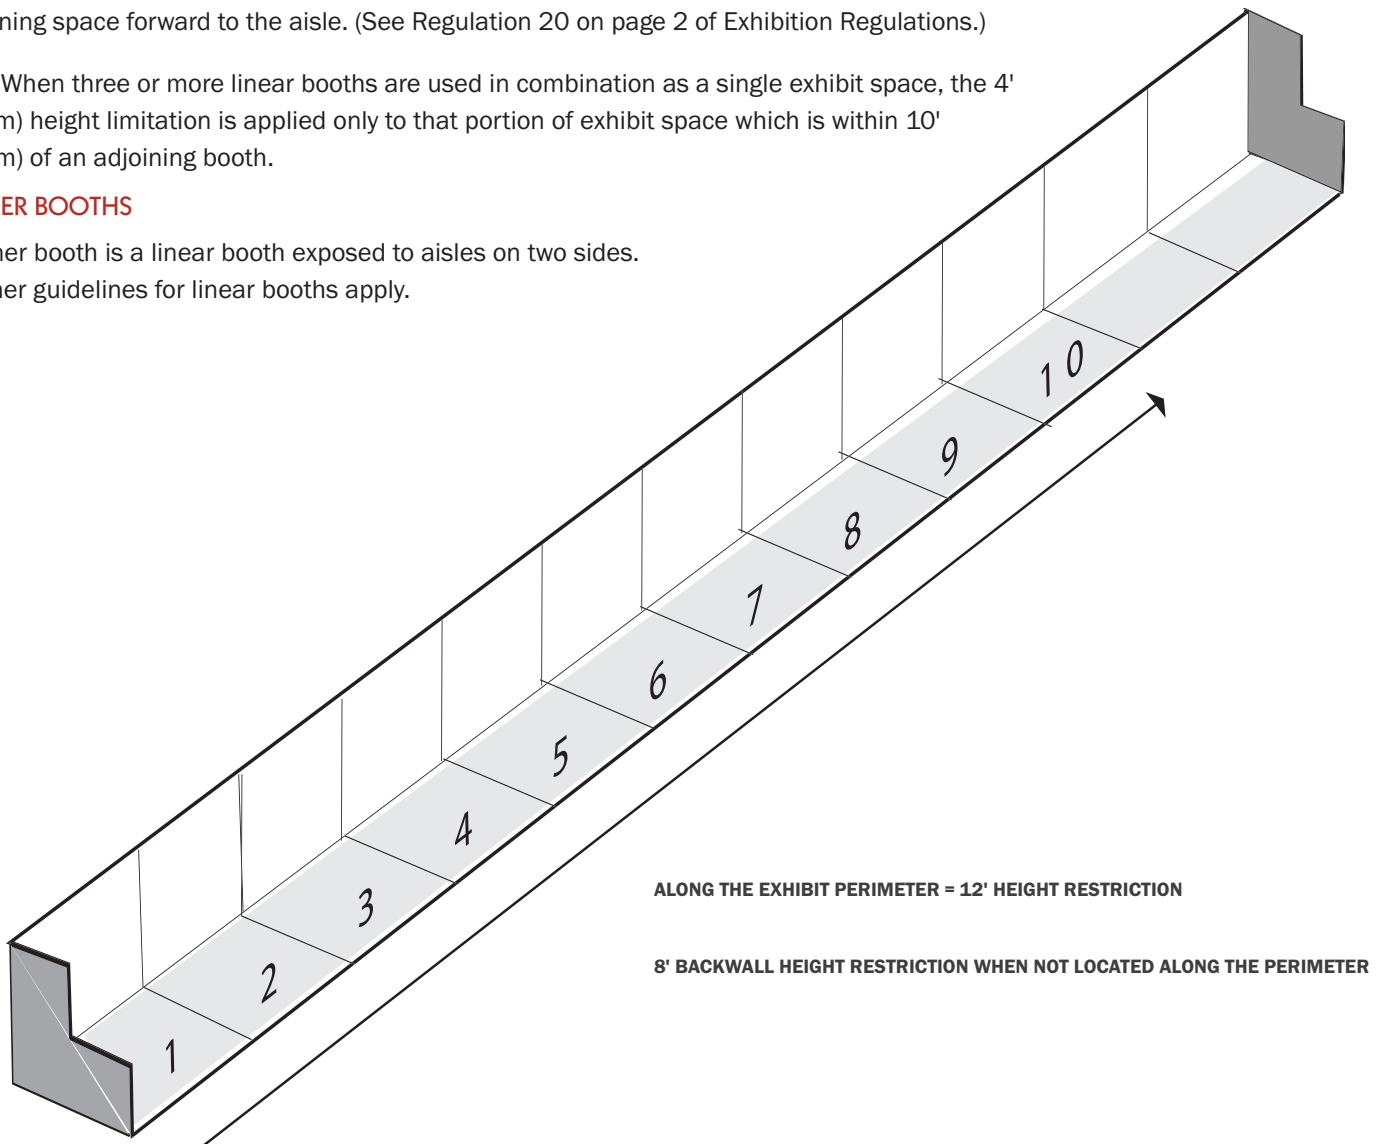 ning space forward to the aisle. (See Regulation 20 on page 2 of Exhibition Regulations.)
When three or more linear booths are used in combination as a single exhibit space, the 4'
m) height limitation is applied only to that portion of exhibit space which is within 10'
m) of an adjoining booth.
ER BOOTHS
ner booth is a linear booth exposed to aisles on two sides.
ner guidelines for linear booths apply.
10
9
8
7
6
5
4
3
2
1
ALONG THE EXHIBIT PERIMETER = 12' HEIGHT RESTRICTION
8' BACKWALL HEIGHT RESTRICTION WHEN NOT LOCATED ALONG THE PERIMETER